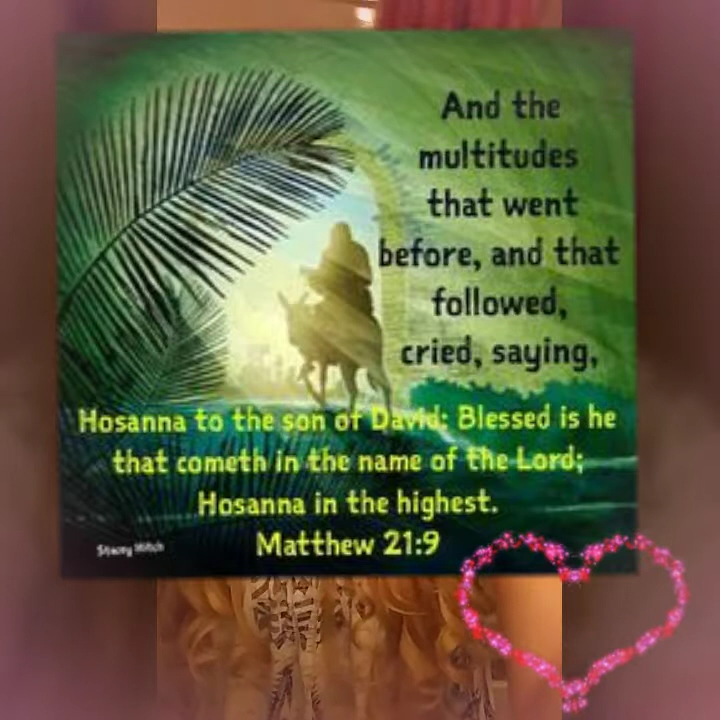 And the
multitudes
that went
before, and that
followed,
cried, saying,
Hosanna to the son of David: Blessed is he
that cometh in the name of the Lord;
Hosanna in the highest.
Matthew 21:9
Stacey